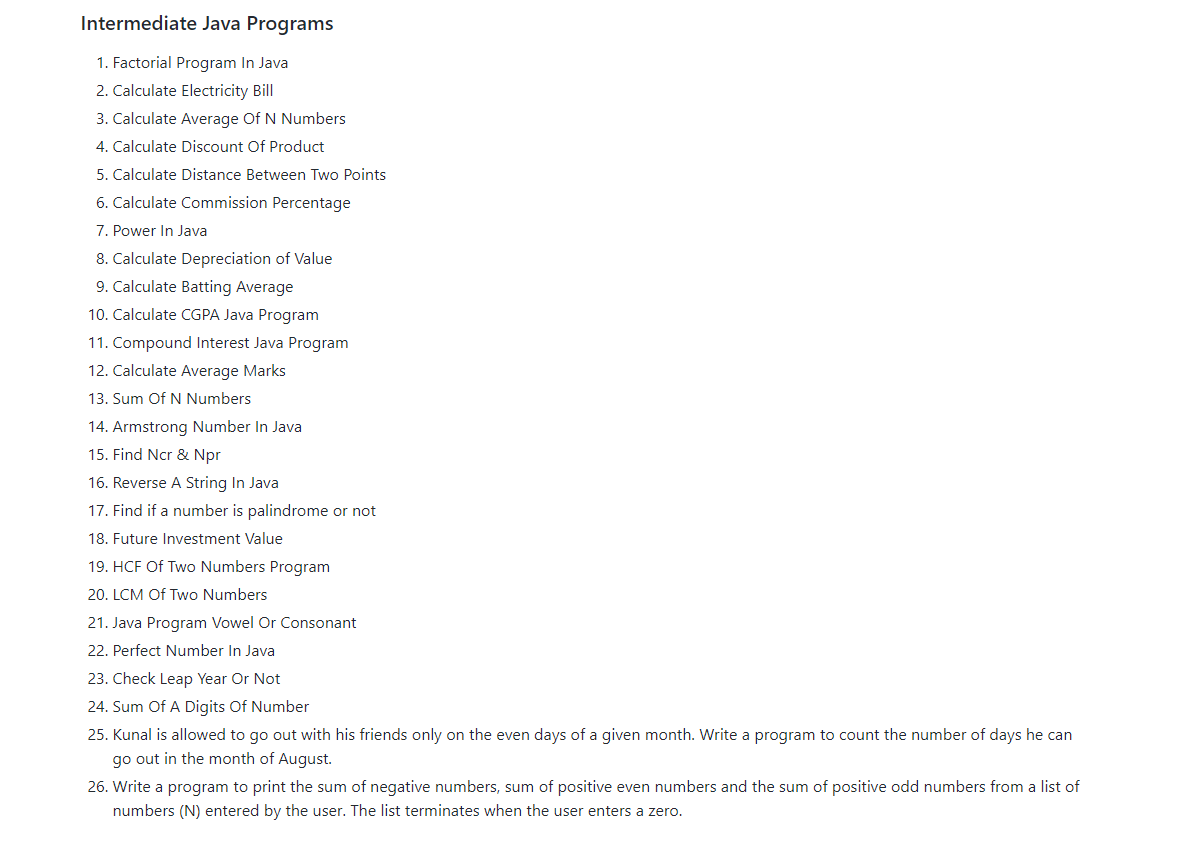 Intermediate Java Programs
1. Factorial Program In Java
2. Calculate Electricity Bill
3. Calculate Average Of N Numbers
4. Calculate Discount Of Product
5. Calculate Distance Between Two Points
6. Calculate Commission Percentage
7. Power In Java
8. Calculate Depreciation of Value
9. Calculate Batting Average
10. Calculate CGPA Java Program
11. Compound Interest Java Program
12. Calculate Average Marks
13. Sum Of N Numbers
14. Armstrong Number In Java
15. Find Ncr & Npr
16. Reverse A String In Java
17. Find if a number is palindrome or not
18. Future Investment Value
19. HCF Of Two Numbers Program
20. LCM Of Two Numbers
21. Java Program Vowel Or Consonant
22. Perfect Number In Java
23. Check Leap Year Or Not
24. Sum Of A Digits Of Number
25. Kunal is allowed to go out with his friends only on the even days of a given month. Write a program to count the number of days he can
go out in the month of August.
26. Write a program to print the sum of negative numbers, sum of positive even numbers and the sum of positive odd numbers from a list of
numbers (N) entered by the user. The list terminates when the user enters a zero.